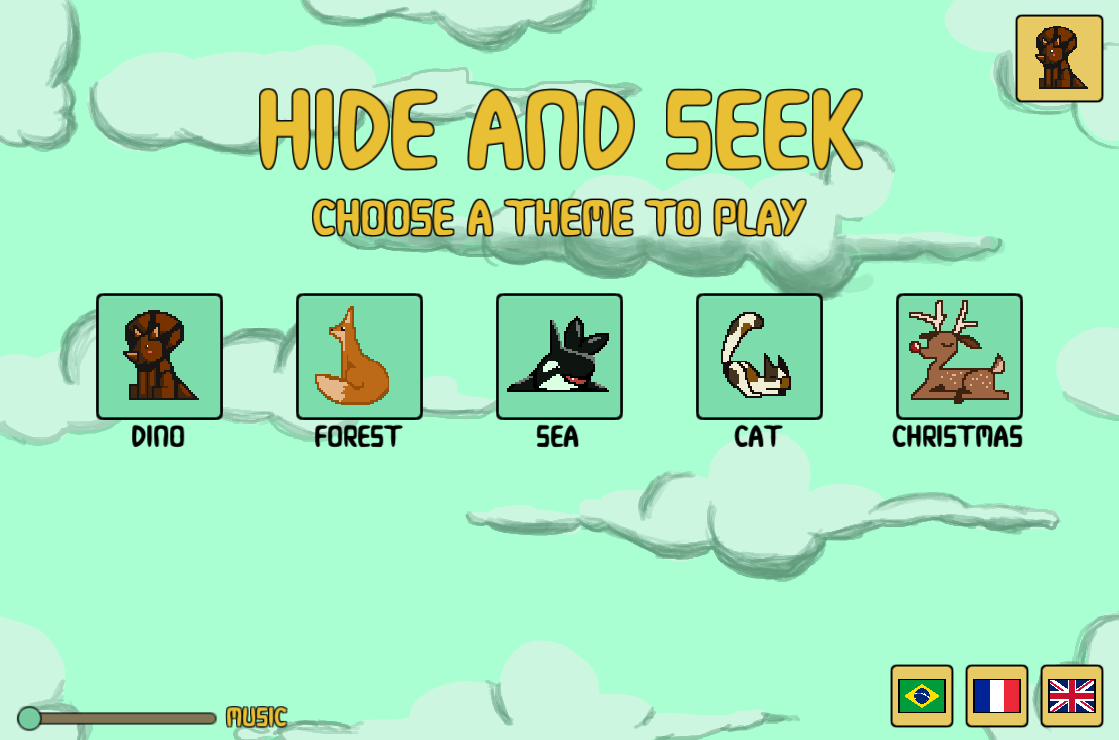 HIDE AND SEEK
CHOOSE A THEME TO PLAY
DINO
FOREST
SEA
CAT
CHRISTMAS
MUSIC